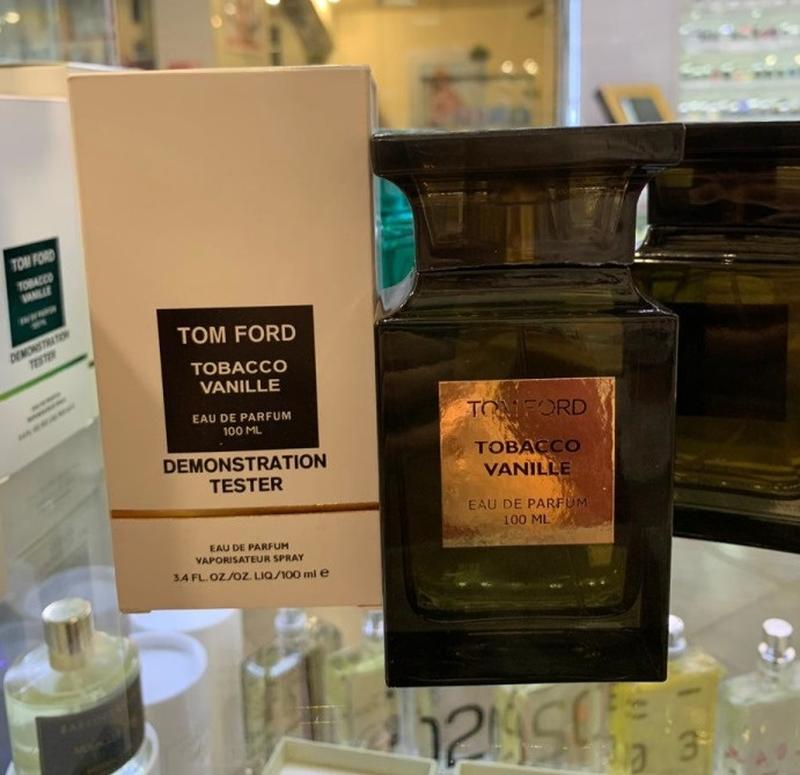 TOM FORD
TOBACCO
VANILLE
EAU DE PARFUM
100 ML
DEMONSTRATION
TESTER
EAU DE PARFUM
VAPORISATEUR SPRAY
3.4 FL. OZ./OZ. LIQ/100 ml e
TOM FORD
TOBACCO
VANILLE
EAU DE PARFUM
100 ML
TOM FORD
TOBACCO
VANILLE
DEMONSTRATION
TESTER